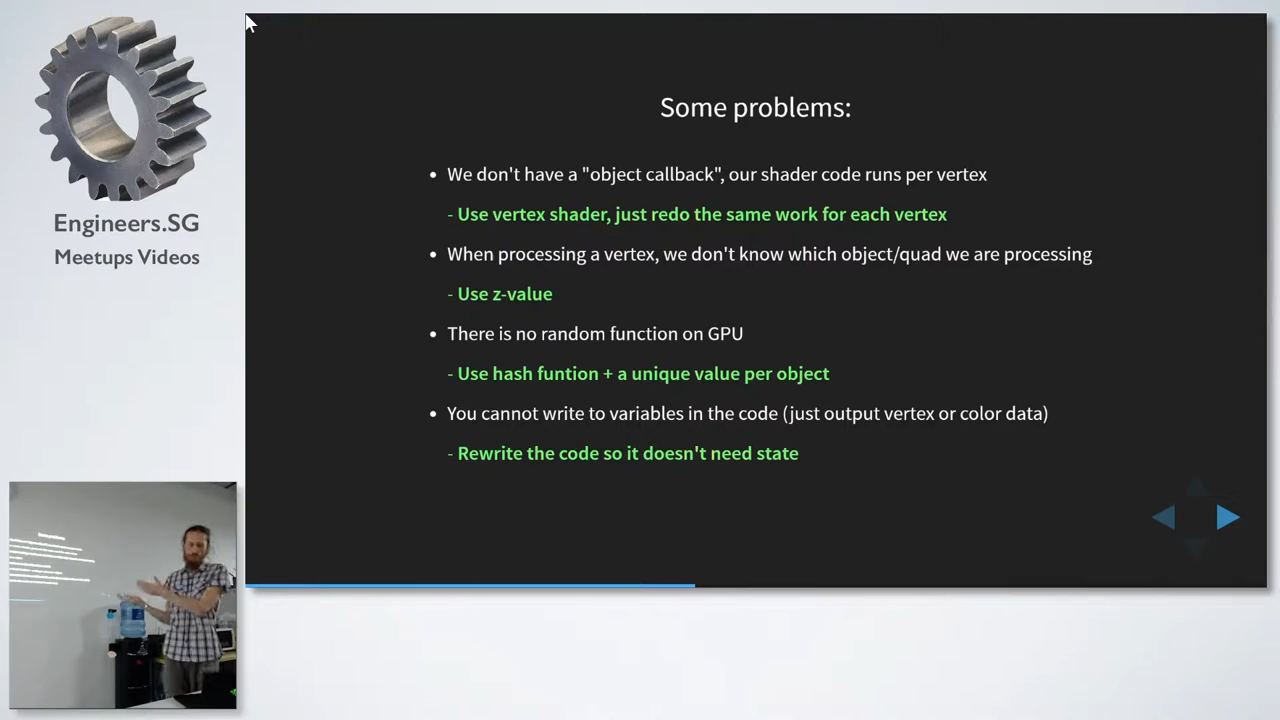 Engineers.SG
Meetups Videos
Some problems:
We don't have a "object callback", our shader code runs per vertex
- Use vertex shader, just redo the same work for each vertex
When processing a vertex, we don't know which object/quad we are processing
- Use z-value
There is no random function on GPU
- Use hash funtion + a unique value per object
You cannot write to variables in the code (just output vertex or color data)
- Rewrite the code so it doesn't need state